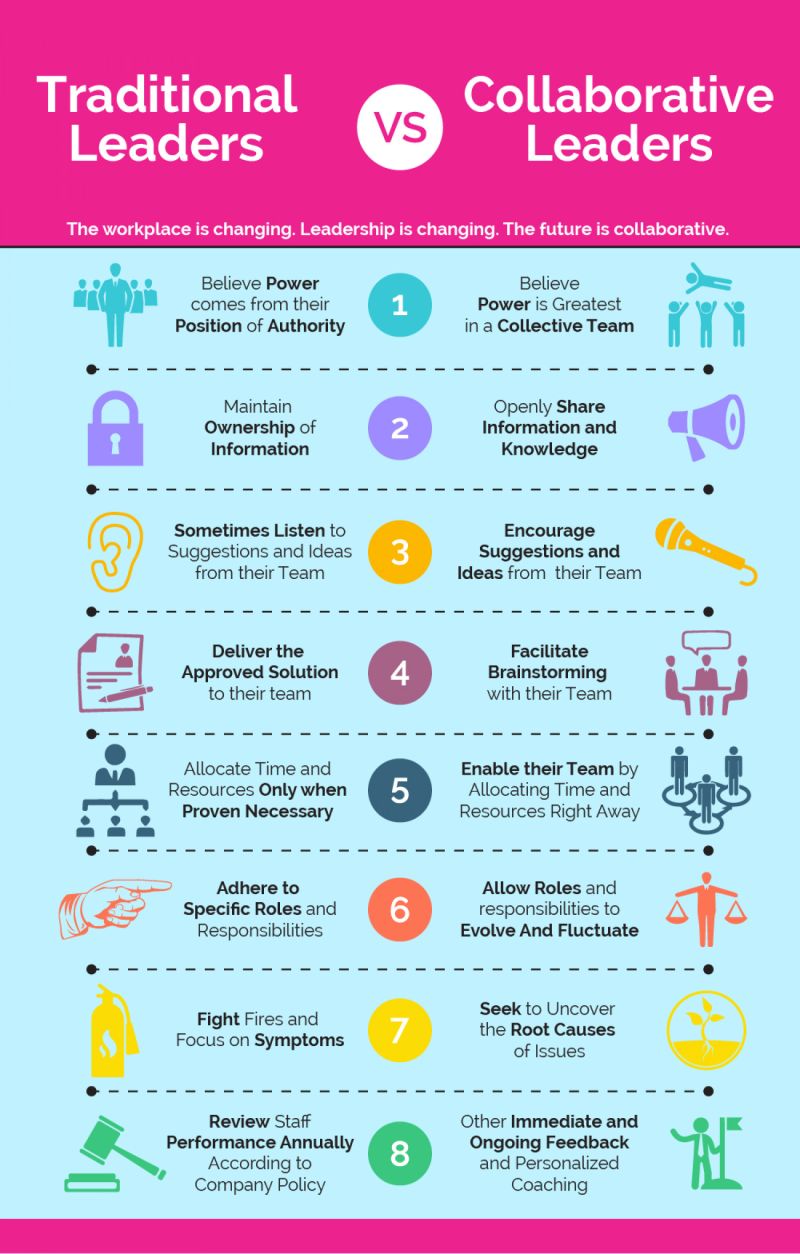 Traditional
Leaders
VS
Collaborative
Leaders
The workplace is changing. Leadership is changing. The future is collaborative.
Believe Power
comes from their
Position of Authority
1
Believe
Power is Greatest
in a Collective Team
Maintain
Ownership of
Information
2
Openly Share
Information and
Knowledge
Sometimes Listen to
Suggestions and Ideas
from their Team
3
Encourage
Suggestions and
Ideas from their Team
Deliver the
Approved Solution
to their team
4
Facilitate
Brainstorming
with their Team
Allocate Time and
Resources Only when
Proven Necessary
5
Enable their Team by
Allocating Time and
Resources Right Away
Adhere to
Specific Roles and
Responsibilities
6
Allow Roles and
responsibilities to
Evolve And Fluctuate
Fight Fires and
Focus on Symptoms
7
Seek to Uncover
the Root Causes
of Issues
Review Staff
Performance Annually
According to
Company Policy
8
Other Immediate and
Ongoing Feedback
and Personalized
Coaching